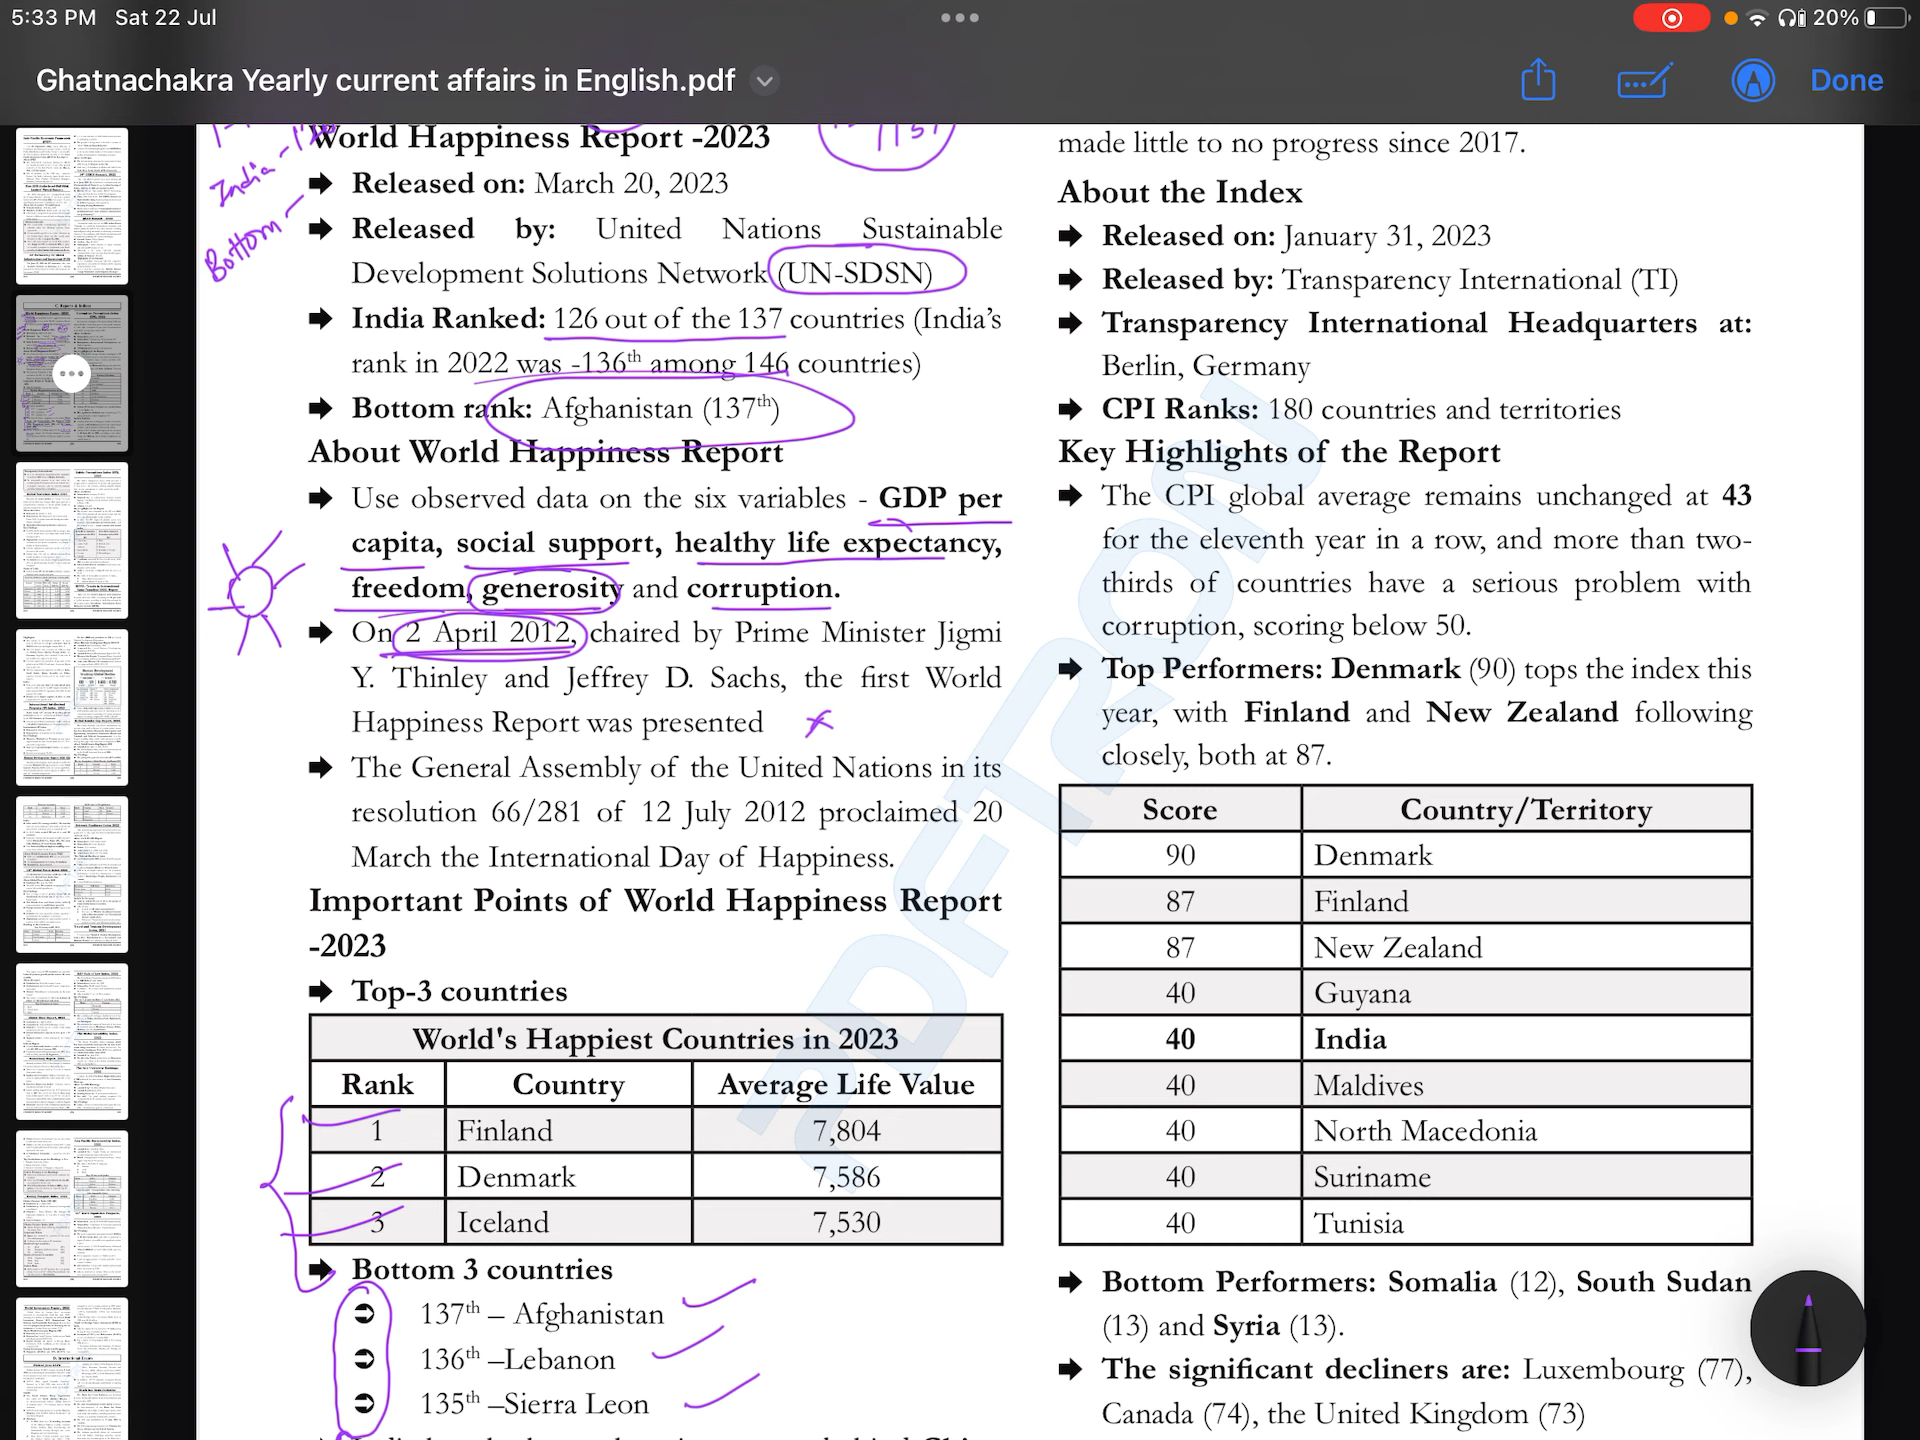 5:33 PM Sat 22 Jul
20%
Ghatnachakra Yearly current affairs in English.pdf
Done
India -
Bottom -
World Happiness Report -2023
Released on: March 20, 2023
Released by: United Nations Sustainable
Development Solutions Network (UN-SDSN)
India Ranked: 126 out of the 137 countries (India's
rank in 2022 was -136th among 146 countries)
Bottom rank: Afghanistan (137th)
About World Happiness Report
Use observed data on the six variables - GDP per
capita, social support, healthy life expectancy,
freedom, generosity and corruption.
On 2 April 2012, chaired by Prime Minister Jigmi
Y. Thinley and Jeffrey D. Sachs, the first World
Happiness Report was presented
The General Assembly of the United Nations in its
resolution 66/281 of 12 July 2012 proclaimed 20
March the International Day of Happiness.
Important Points of World Happiness Report
-2023
Top-3 countries
World's Happiest Countries in 2023
Rank Country Average Life Value
1 Finland 7,804
2 Denmark 7,586
3 Iceland 7,530
Bottom 3 countries
137th – Afghanistan
136th –Lebanon
135th –Sierra Leon
made little to no progress since 2017.
About the Index
Released on: January 31, 2023
Released by: Transparency International (TI)
Transparency International Headquarters at:
Berlin, Germany
CPI Ranks: 180 countries and territories
Key Highlights of the Report
The CPI global average remains unchanged at 43
for the eleventh year in a row, and more than two-
thirds of countries have a serious problem with
corruption, scoring below 50.
Top Performers: Denmark (90) tops the index this
year, with Finland and New Zealand following
closely, both at 87.
Score Country/Territory
90 Denmark
87 Finland
87 New Zealand
40 Guyana
40 India
40 Maldives
40 North Macedonia
40 Suriname
40 Tunisia
Bottom Performers: Somalia (12), South Sudan
(13) and Syria (13).
The significant decliners are: Luxembourg (77),
Canada (74), the United Kingdom (73)
PDFTRON